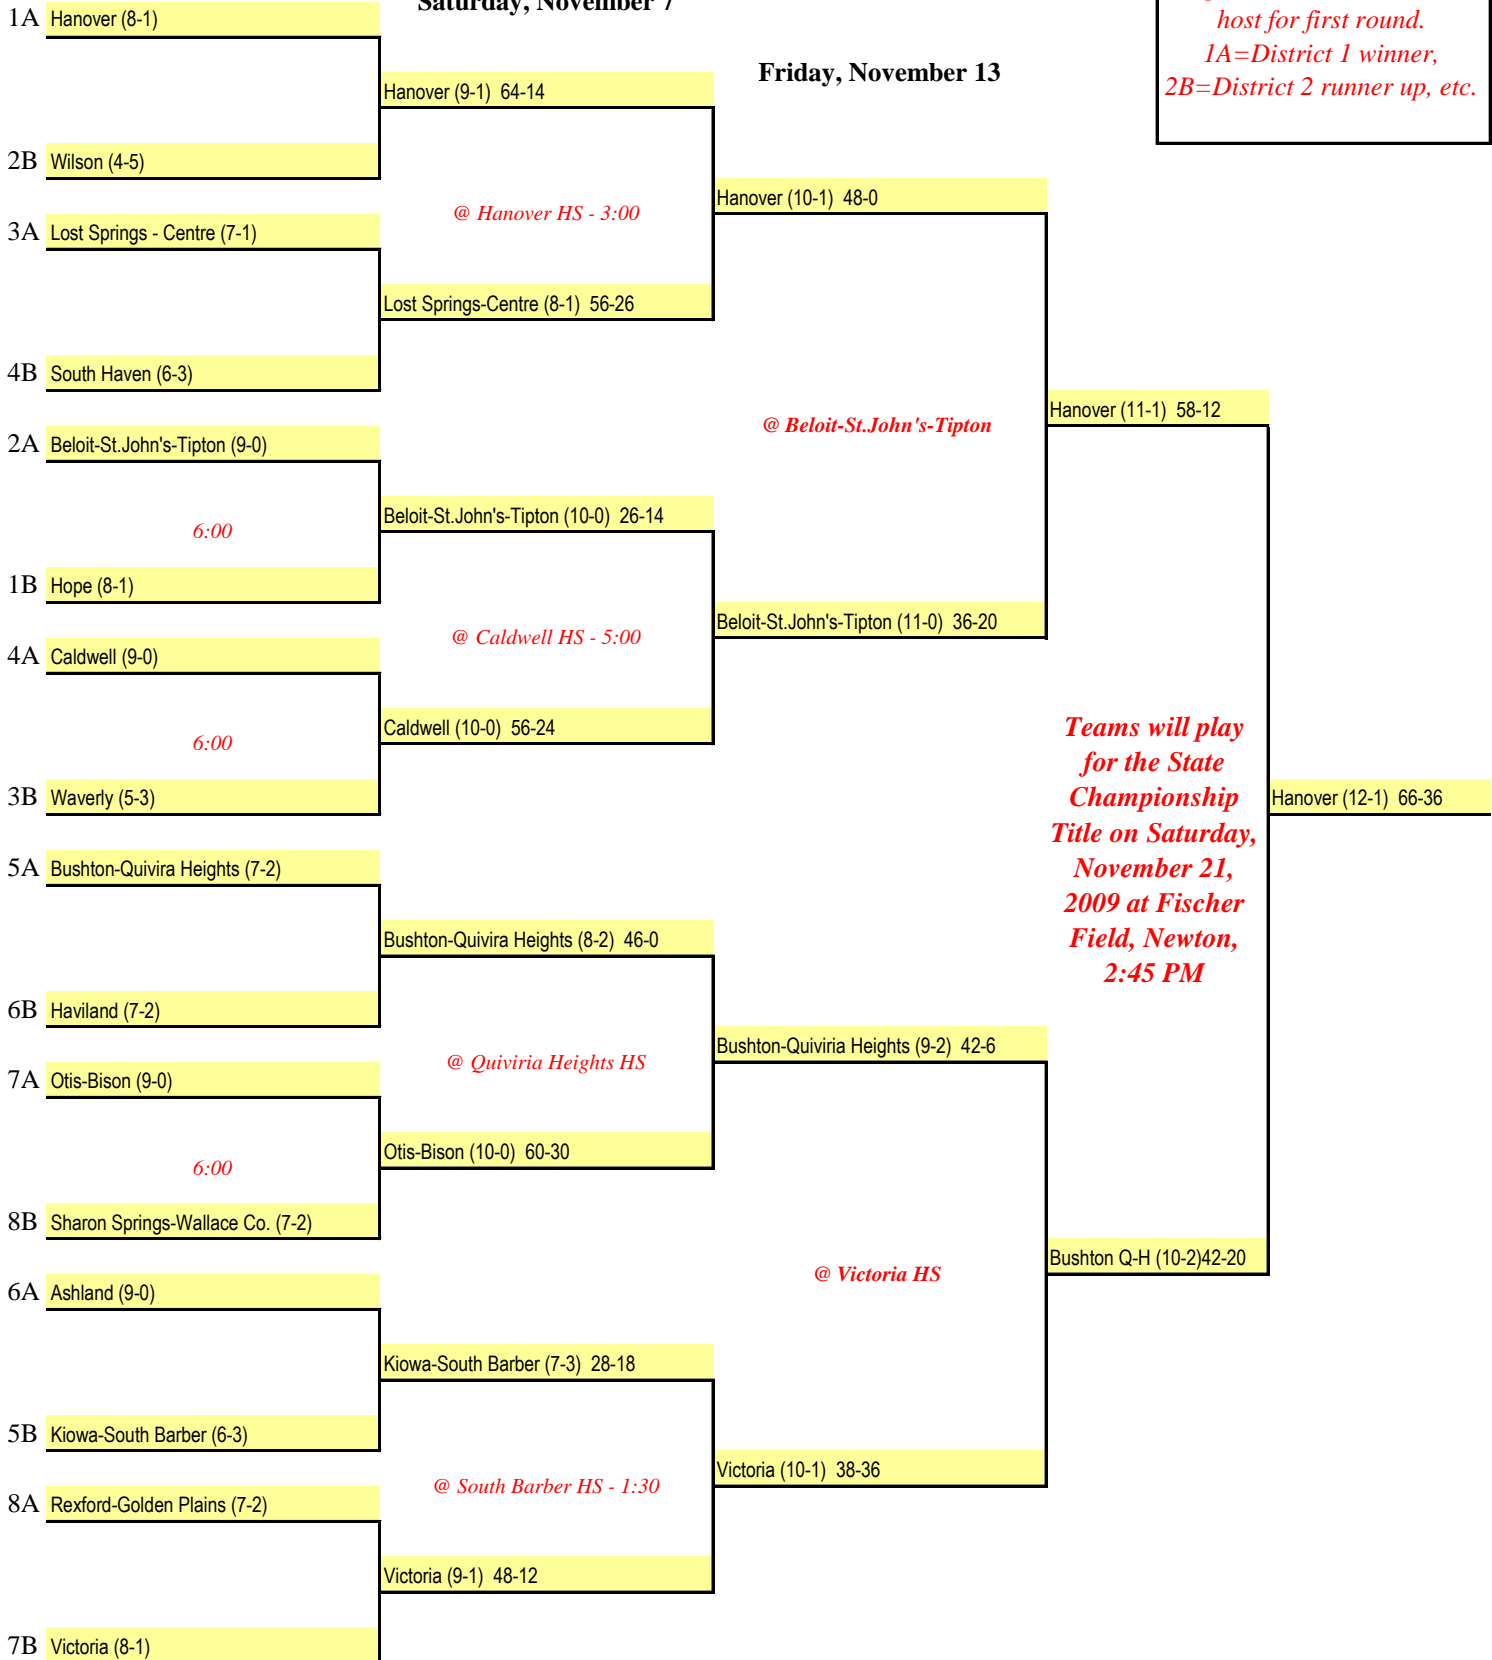 Saturday, November 7
host for first round.
1A=District 1 winner,
2B=District 2 runner up, etc.
Friday, November 13
1A Hanover (8-1)
Hanover (9-1) 64-14
2B Wilson (4-5)
Hanover (10-1) 48-0
@ Hanover HS - 3:00
3A Lost Springs - Centre (7-1)
Lost Springs-Centre (8-1) 56-26
4B South Haven (6-3)
Hanover (11-1) 58-12
@ Beloit-St.John's-Tipton
2A Beloit-St.John's-Tipton (9-0)
Beloit-St.John's-Tipton (10-0) 26-14
6:00
1B Hope (8-1)
Beloit-St.John's-Tipton (11-0) 36-20
@ Caldwell HS - 5:00
4A Caldwell (9-0)
Caldwell (10-0) 56-24
6:00
3B Waverly (5-3)
Teams will play
for the State
Championship
Title on Saturday,
November 21,
2009 at Fischer
Field, Newton,
2:45 PM
Hanover (12-1) 66-36
5A Bushton-Quivira Heights (7-2)
Bushton-Quivira Heights (8-2) 46-0
6B Haviland (7-2)
Bushton-Quiviria Heights (9-2) 42-6
@ Quiviria Heights HS
7A Otis-Bison (9-0)
Otis-Bison (10-0) 60-30
6:00
8B Sharon Springs-Wallace Co. (7-2)
Bushton Q-H (10-2)42-20
@ Victoria HS
6A Ashland (9-0)
Kiowa-South Barber (7-3) 28-18
5B Kiowa-South Barber (6-3)
Victoria (10-1) 38-36
@ South Barber HS - 1:30
8A Rexford-Golden Plains (7-2)
Victoria (9-1) 48-12
7B Victoria (8-1)